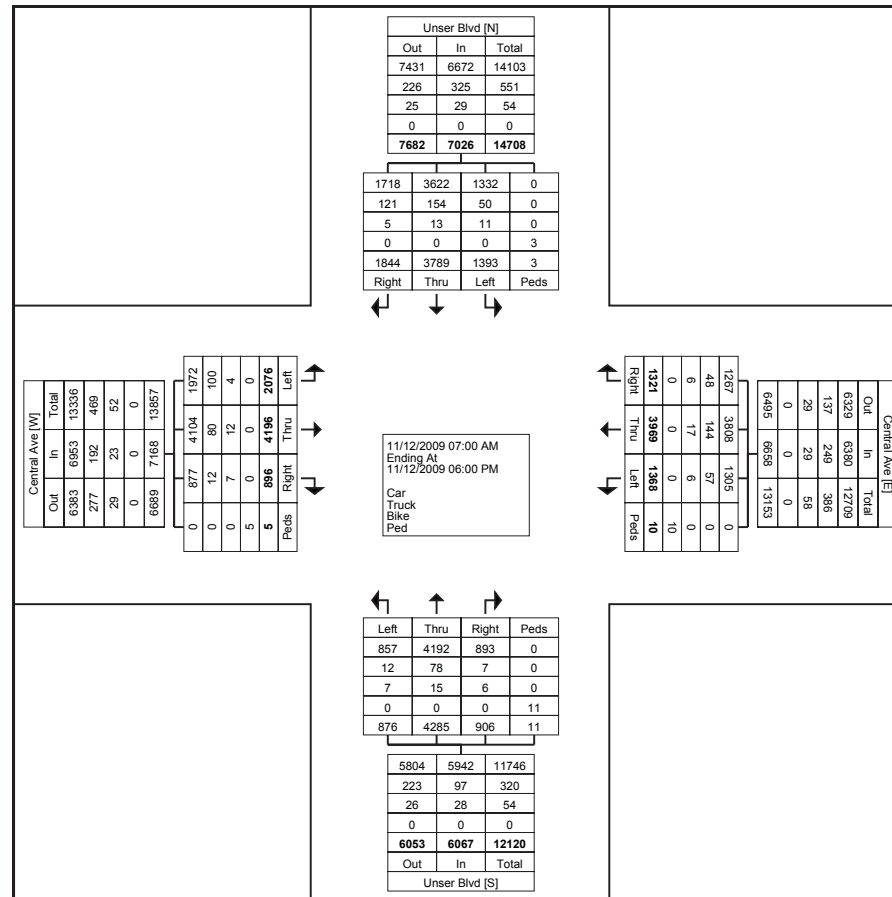 Unser Blvd [N]
Out In Total
7431 6672 14103
226 325 551
25 29 54
0 0 0
7682 7026 14708
1718 3622 1332 0
121 154 50 0
5 13 11 0
0 0 0 3
1844 3789 1393 3
Right Thru Left Peds
Central Ave [W]
Total In Out
13336 6953 6383
469 192 277
52 23 29
0 0 0
13857 7168 6689
1972 4104 877 0
100 80 12 0
4 12 7 0
0 0 0 5
2076 4196 896 5
Left Thru Right Peds
11/12/2009 07:00 AM
Ending At
11/12/2009 06:00 PM
Car
Truck
Bike
Ped
Right Thru Left Peds
1321 3969 1368 10
0 0 0 10
6 17 6 0
48 144 57 0
1267 3808 1305 0
Central Ave [E]
Out In Total
6329 6380 12709
137 249 386
29 29 58
0 0 0
6495 6658 13153
Left Thru Right Peds
857 4192 893 0
12 78 7 0
7 15 6 0
0 0 0 11
876 4285 906 11
5804 5942 11746
223 97 320
26 28 54
0 0 0
6053 6067 12120
Out In Total
Unser Blvd [S]